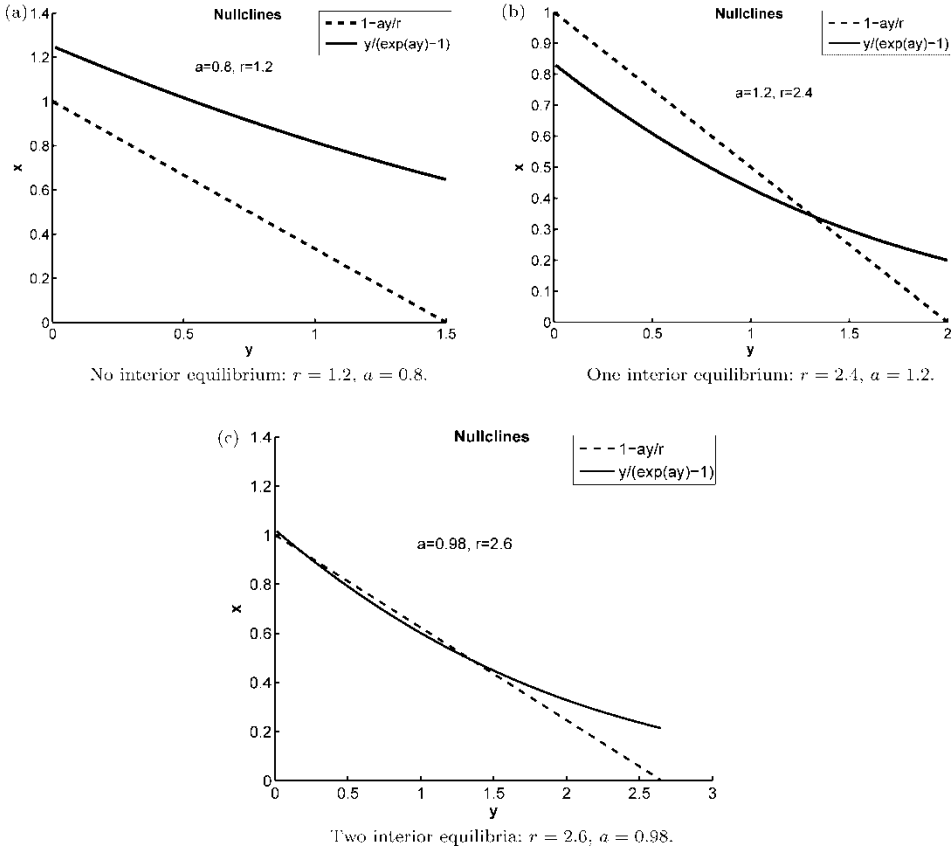 (a)
Nullclines
1.4
1.2
1
0.8
0.6
0.4
0.2
0
x
1−ay/r
y/(exp(ay)−1)
a=0.8, r=1.2
0
0.5
1
1.5
y
No interior equilibrium: r = 1.2, a = 0.8.
(b)
Nullclines
1
0.9
0.8
0.7
0.6
0.5
0.4
0.3
0.2
0.1
0
x
1−ay/r
y/(exp(ay)−1)
a=1.2, r=2.4
0
0.5
1
1.5
2
y
One interior equilibrium: r = 2.4, a = 1.2.
(c)
Nullclines
1.4
1.2
1
0.8
0.6
0.4
0.2
0
x
1−ay/r
y/(exp(ay)−1)
a=0.98, r=2.6
0
0.5
1
1.5
2
2.5
3
y
Two interior equilibria: r = 2.6, a = 0.98.